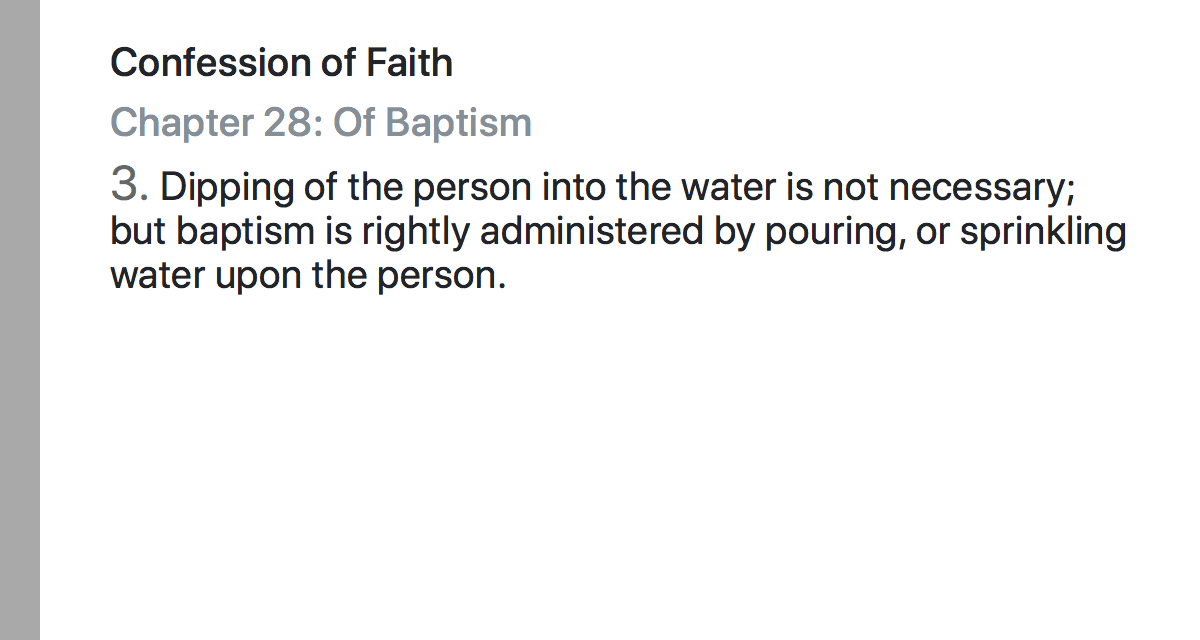 Confession of Faith
Chapter 28: Of Baptism
3. Dipping of the person into the water is not necessary;
but baptism is rightly administered by pouring, or sprinkling
water upon the person.